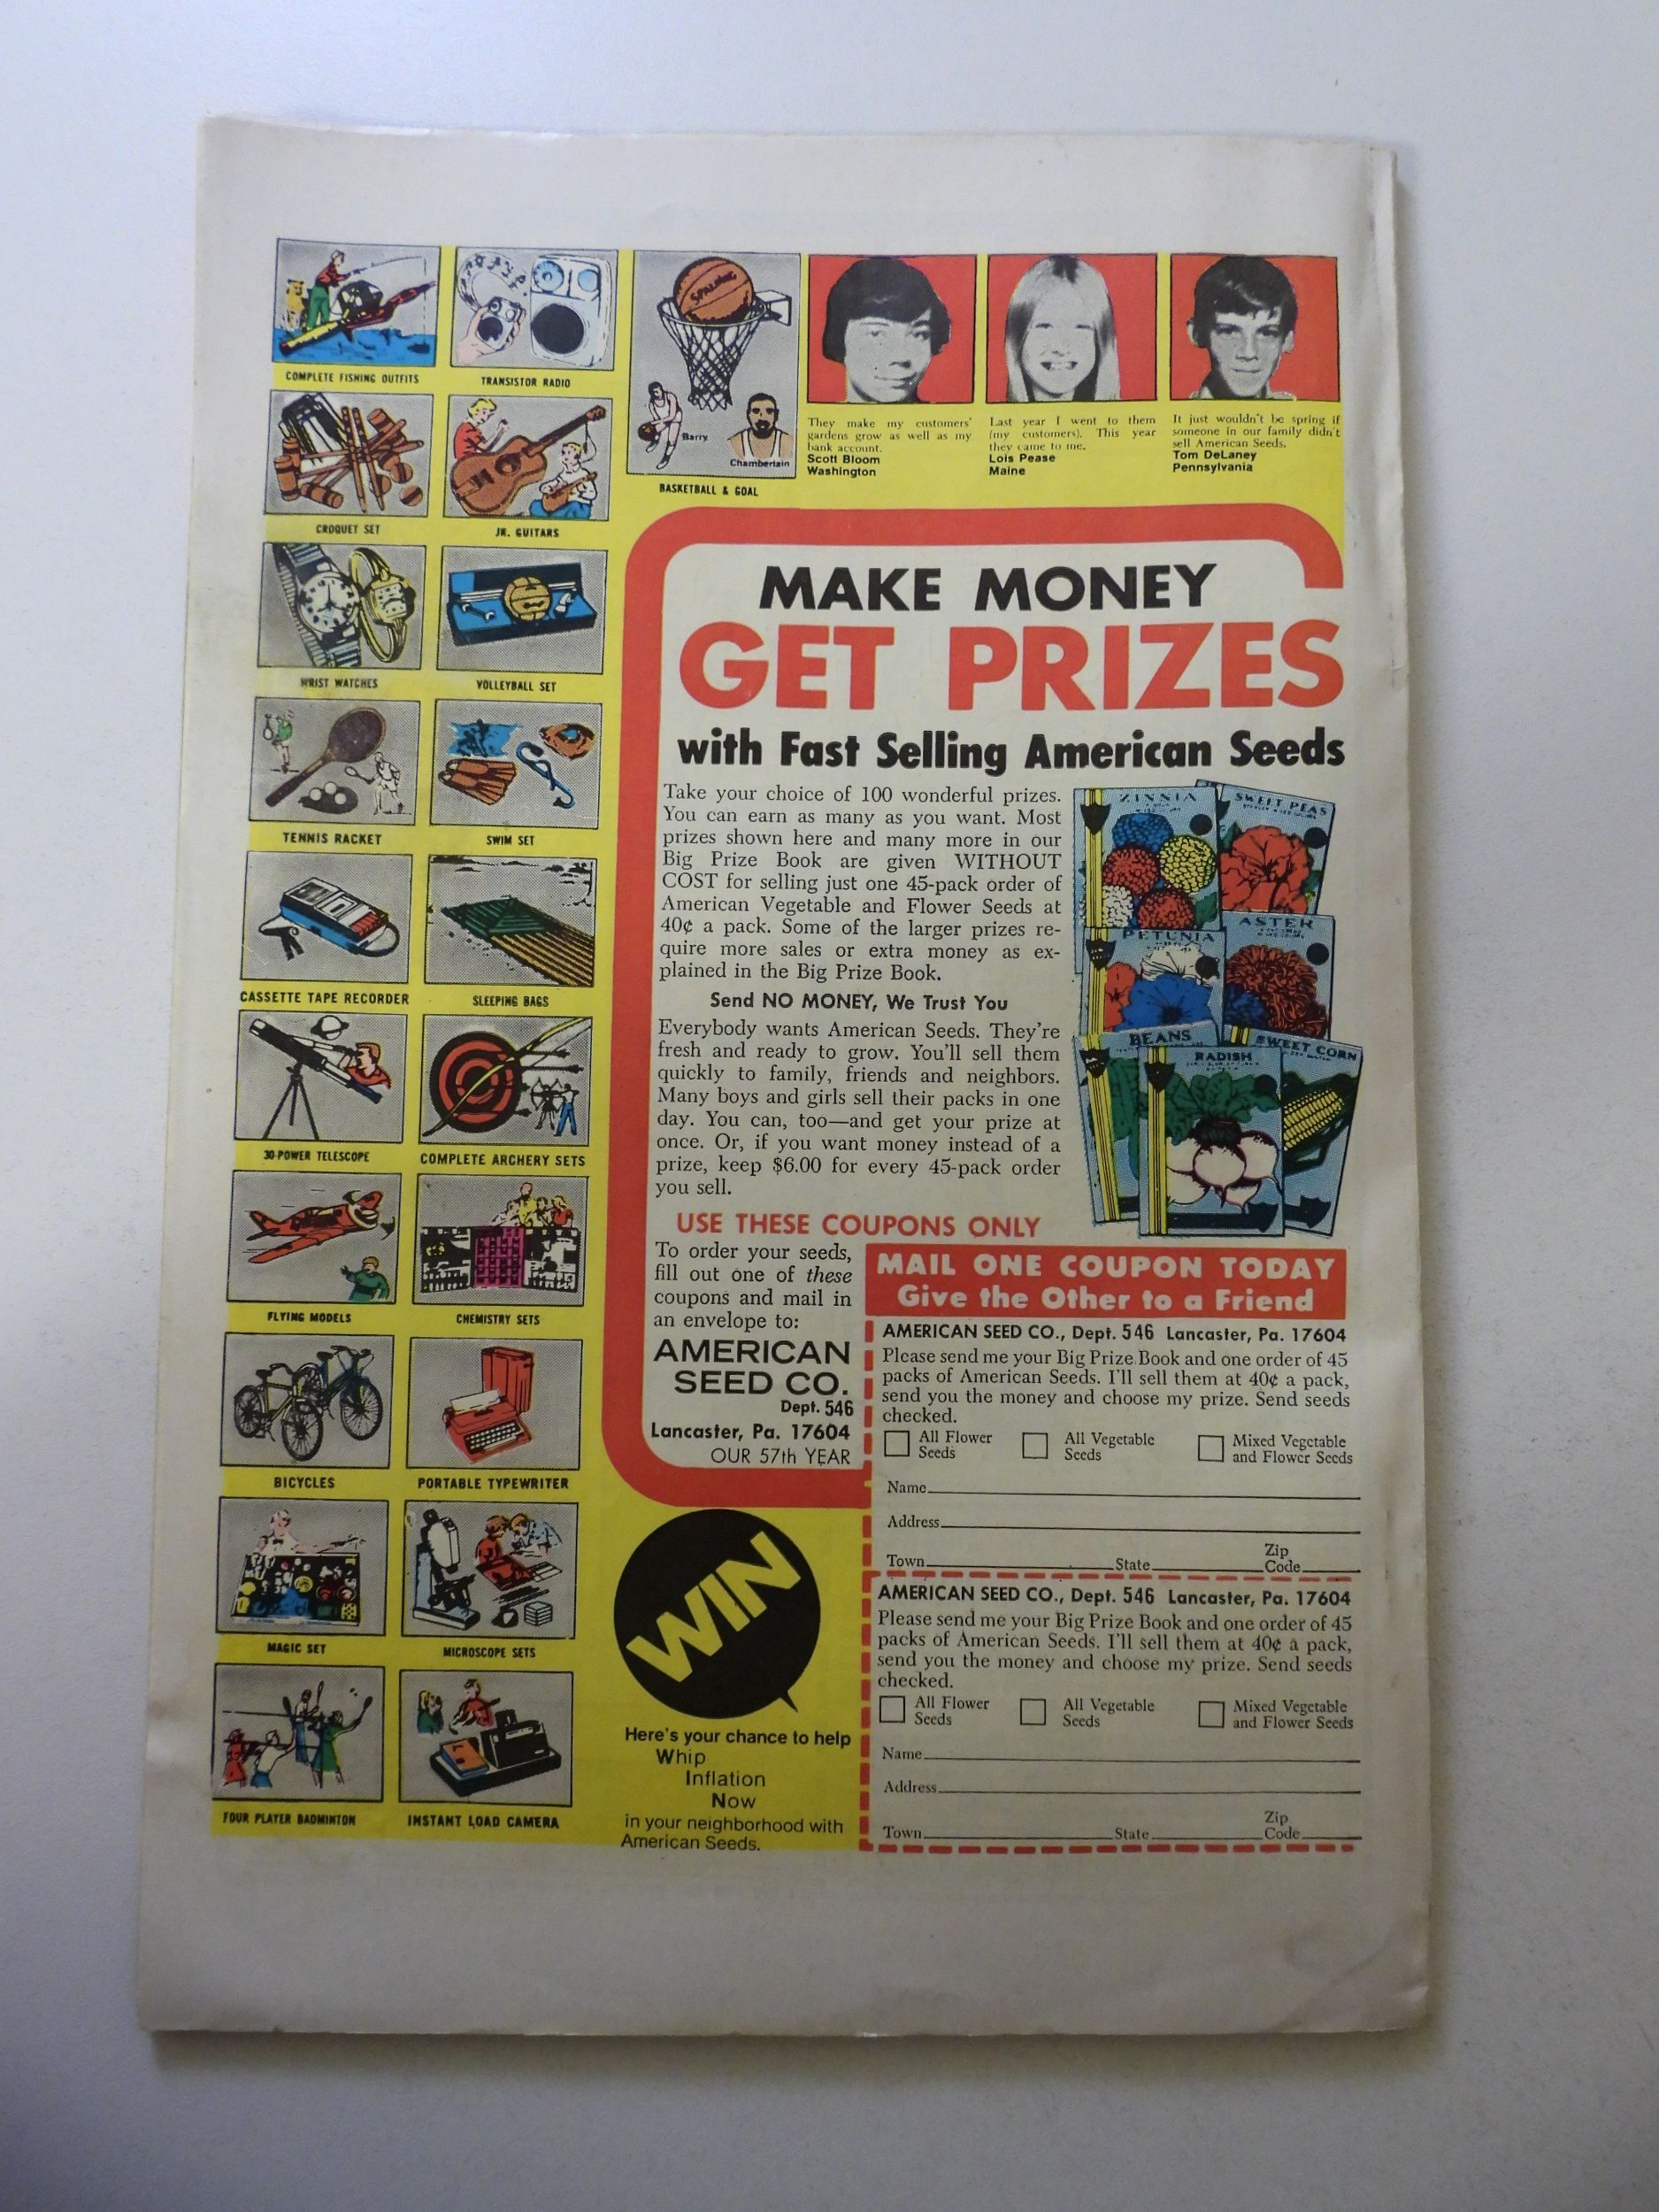 COMPLETE FISHING OUTFITS
TRANSISTOR RADIO
SPALDING
Barry
Chamberlain
BASKETBALL & GOAL
CROQUET SET
JR. GUITARS
WRIST WATCHES
VOLLEYBALL SET
TENNIS RACKET
SWIM SET
CASSETTE TAPE RECORDER
SLEEPING BAGS
30-POWER TELESCOPE
COMPLETE ARCHERY SETS
FLYING MODELS
CHEMISTRY SETS
BICYCLES
PORTABLE TYPEWRITER
MAGIC SET
MICROSCOPE SETS
FOUR PLAYER BADMINTON
INSTANT LOAD CAMERA
They make my customers'
gardens grow as well as my
bank account.
Scott Bloom
Washington
Last year I went to them
(my customers). This year
they came to me.
Lois Pease
Maine
It just wouldn't be spring if
someone in our family didn't
sell American Seeds.
Tom DeLaney
Pennsylvania
MAKE MONEY
GET PRIZES
with Fast Selling American Seeds
Take your choice of 100 wonderful prizes.
You can earn as many as you want. Most
prizes shown here and many more in our
Big Prize Book are given WITHOUT
COST for selling just one 45-pack order of
American Vegetable and Flower Seeds at
40¢ a pack. Some of the larger prizes re-
quire more sales or extra money as ex-
plained in the Big Prize Book.
Send NO MONEY, We Trust You
Everybody wants American Seeds. They're
fresh and ready to grow. You'll sell them
quickly to family, friends and neighbors.
Many boys and girls sell their packs in one
day. You can, too—and get your prize at
once. Or, if you want money instead of a
prize, keep $6.00 for every 45-pack order
you sell.
ZINNIA
SWEET PEAS
PETUNIA
ASTER
BEANS
RADISH
SWEET CORN
USE THESE COUPONS ONLY
To order your seeds,
fill out one of these
coupons and mail in
an envelope to:
AMERICAN
SEED CO.
Dept. 546
Lancaster, Pa. 17604
OUR 57th YEAR
MAIL ONE COUPON TODAY
Give the Other to a Friend
AMERICAN SEED CO., Dept. 546 Lancaster, Pa. 17604
Please send me your Big Prize Book and one order of 45
packs of American Seeds. I'll sell them at 40¢ a pack,
send you the money and choose my prize. Send seeds
checked.
All Flower
Seeds
All Vegetable
Seeds
Mixed Vegetable
and Flower Seeds
Name
Address
Town State Zip
Code
AMERICAN SEED CO., Dept. 546 Lancaster, Pa. 17604
Please send me your Big Prize Book and one order of 45
packs of American Seeds. I'll sell them at 40¢ a pack,
send you the money and choose my prize. Send seeds
checked.
All Flower
Seeds
All Vegetable
Seeds
Mixed Vegetable
and Flower Seeds
Name
Address
Town State Zip
Code
WIN
Here's your chance to help
Whip
Inflation
Now
in your neighborhood with
American Seeds.